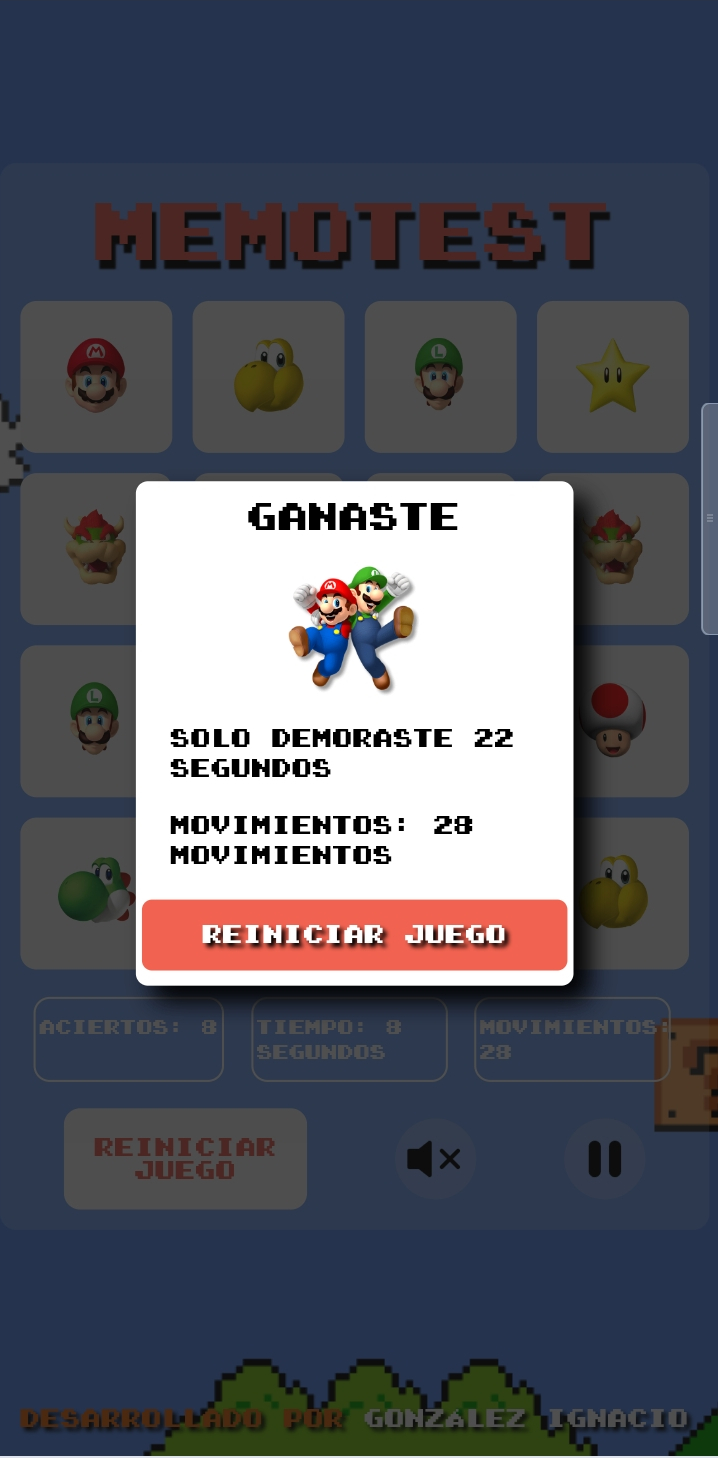 MEMOTEST
GANASTE
SOLO DEMORASTE 22
SEGUNDOS
MOVIMIENTOS: 28
MOVIMIENTOS
REINICIAR JUEGO
ACIERTOS: 8
TIEMPO: 8
SEGUNDOS
MOVIMIENTOS:
28
REINICIAR
JUEGO
DESARROLLADO POR GONZÁLEZ IGNACIO